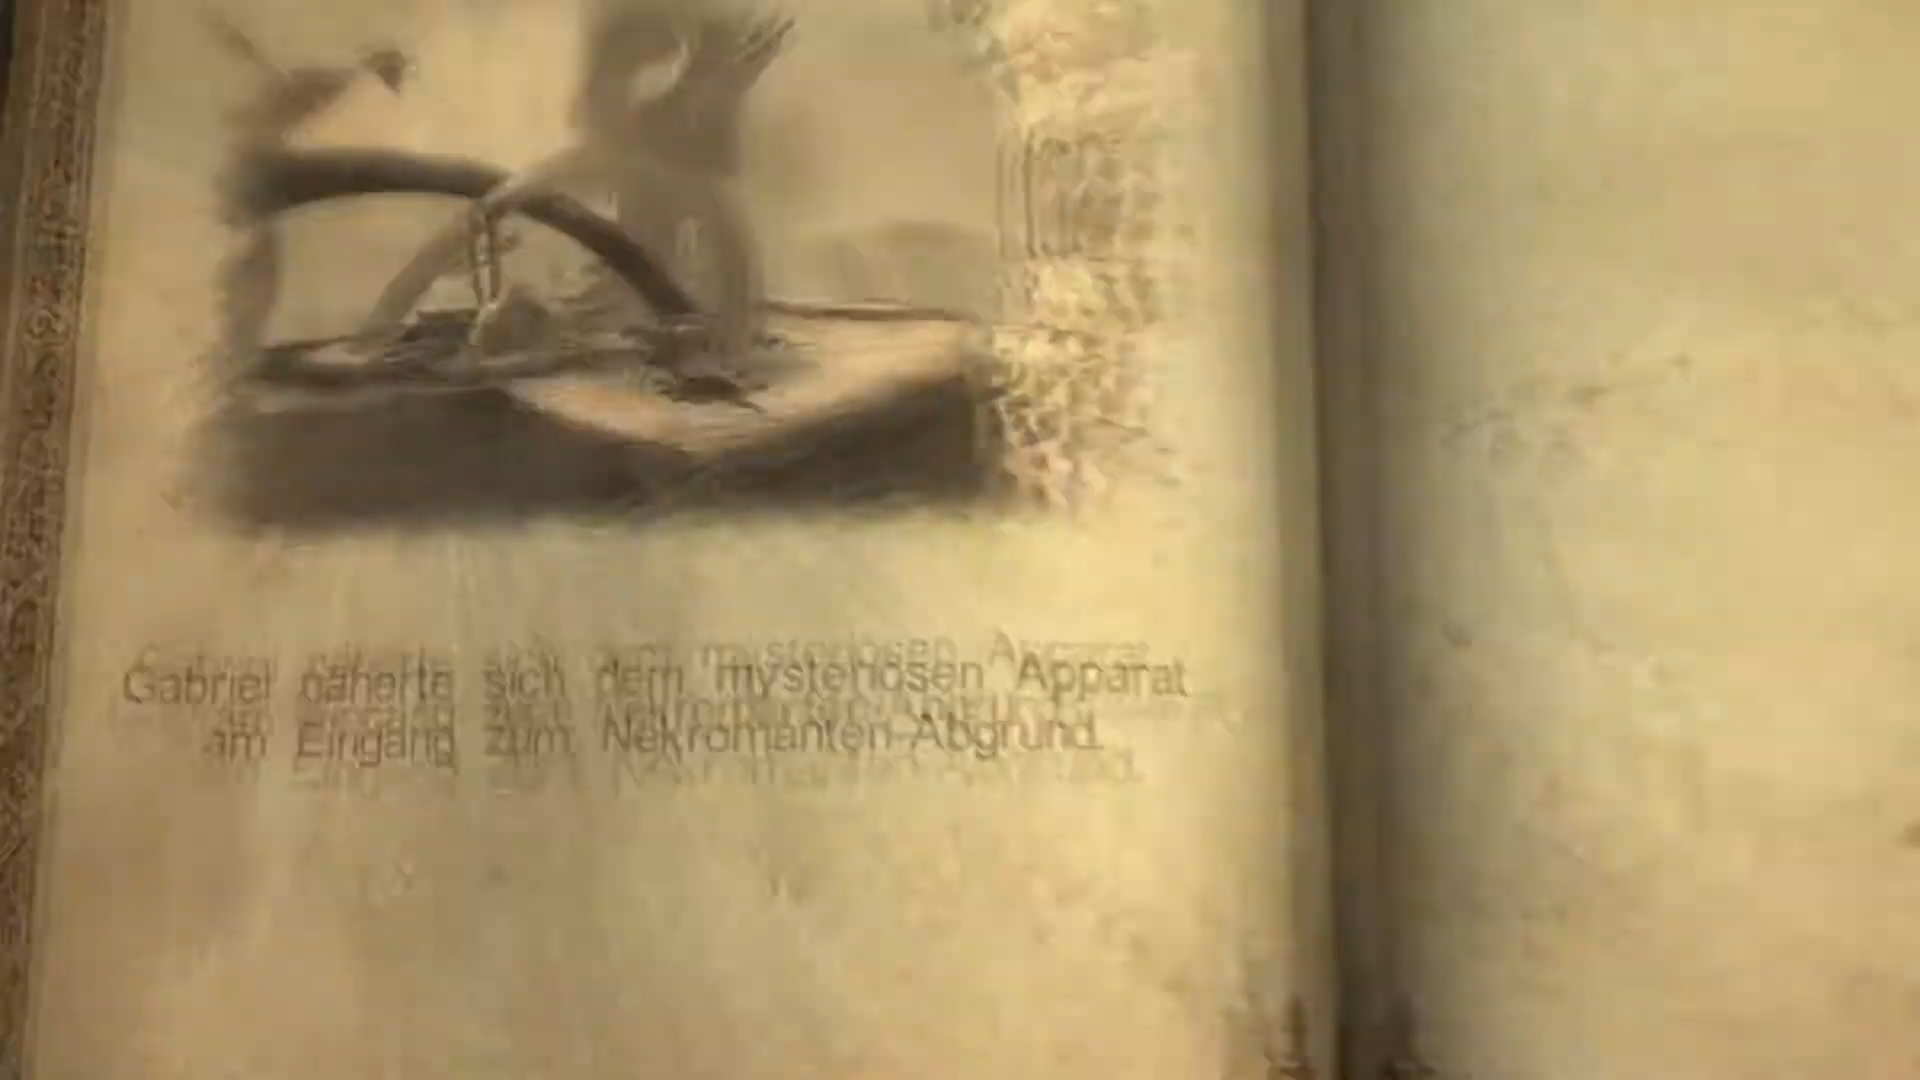 Gabriel näherte sich dem mysteriösen Apparat
am Eingang zum Nekromanten-Abgrund.